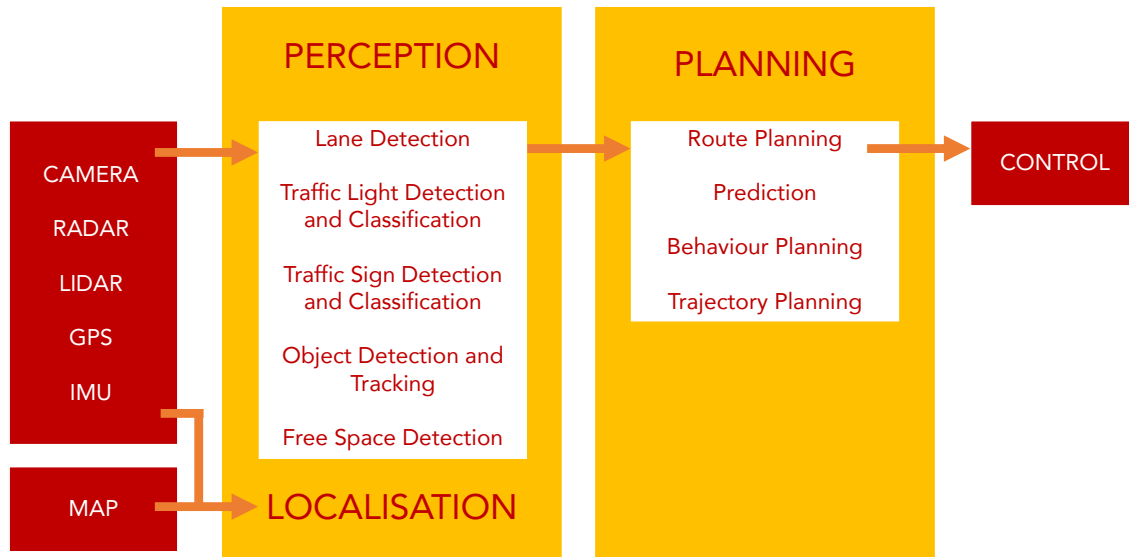 CAMERA
RADAR
LIDAR
GPS
IMU
MAP
PERCEPTION
Lane Detection
Traffic Light Detection
and Classification
Traffic Sign Detection
and Classification
Object Detection and
Tracking
Free Space Detection
LOCALISATION
PLANNING
Route Planning
Prediction
Behaviour Planning
Trajectory Planning
CONTROL